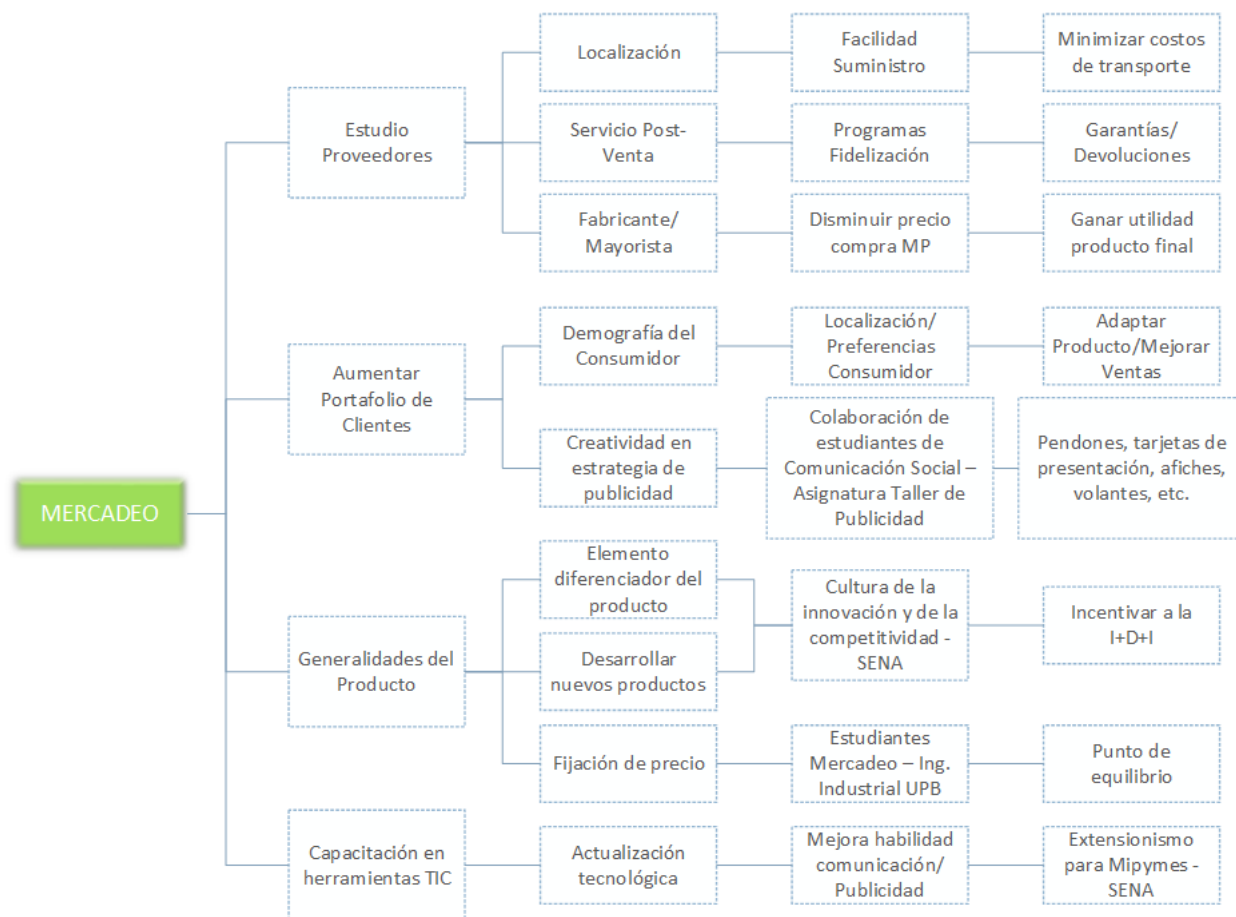 MERCADEO
Estudio
Proveedores
Localización
Facilidad
Suministro
Minimizar costos
de transporte
Servicio Post-
Venta
Programas
Fidelización
Garantías/
Devoluciones
Fabricante/
Mayorista
Disminuir precio
compra MP
Ganar utilidad
producto final
Aumentar
Portafolio de
Clientes
Demografía del
Consumidor
Localización/
Preferencias
Consumidor
Adaptar
Producto/Mejorar
Ventas
Creatividad en
estrategia de
publicidad
Colaboración de
estudiantes de
Comunicación Social –
Asignatura Taller de
Publicidad
Pendones, tarjetas de
presentación, afiches,
volantes, etc.
Generalidades del
Producto
Elemento
diferenciador del
producto
Desarrollar
nuevos productos
Cultura de la
innovación y de la
competitividad -
SENA
Incentivar a la
I+D+I
Fijación de precio
Estudiantes
Mercadeo – Ing.
Industrial UPB
Punto de
equilibrio
Capacitación en
herramientas TIC
Actualización
tecnológica
Mejora habilidad
comunicación/
Publicidad
Extensionismo
para Mipymes -
SENA